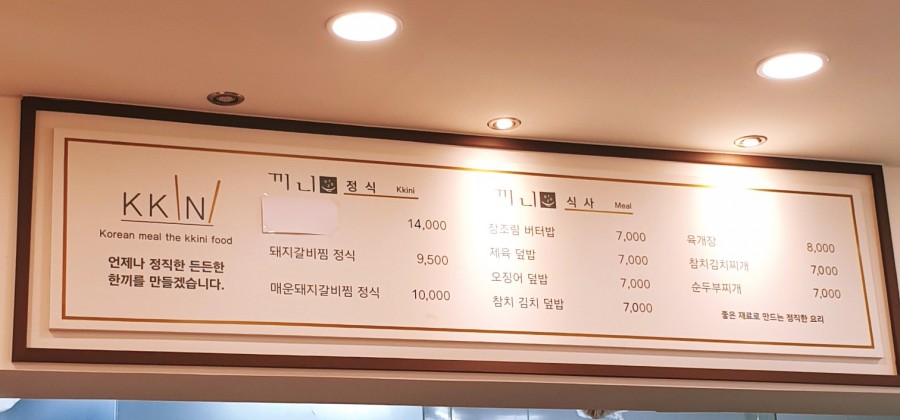 KKINI
Korean meal the kkini food
언제나 정직한 든든한
한끼를 만들겠습니다.
끼니 정식 Kkini
14,000
돼지갈비찜 정식 9,500
매운돼지갈비찜 정식 10,000
끼니 식사 Meal
장조림 버터밥 7,000
제육 덮밥 7,000
오징어 덮밥 7,000
참치 김치 덮밥 7,000
육개장 8,000
참치김치찌개 7,000
순두부찌개 7,000
좋은 재료로 만드는 정직한 요리